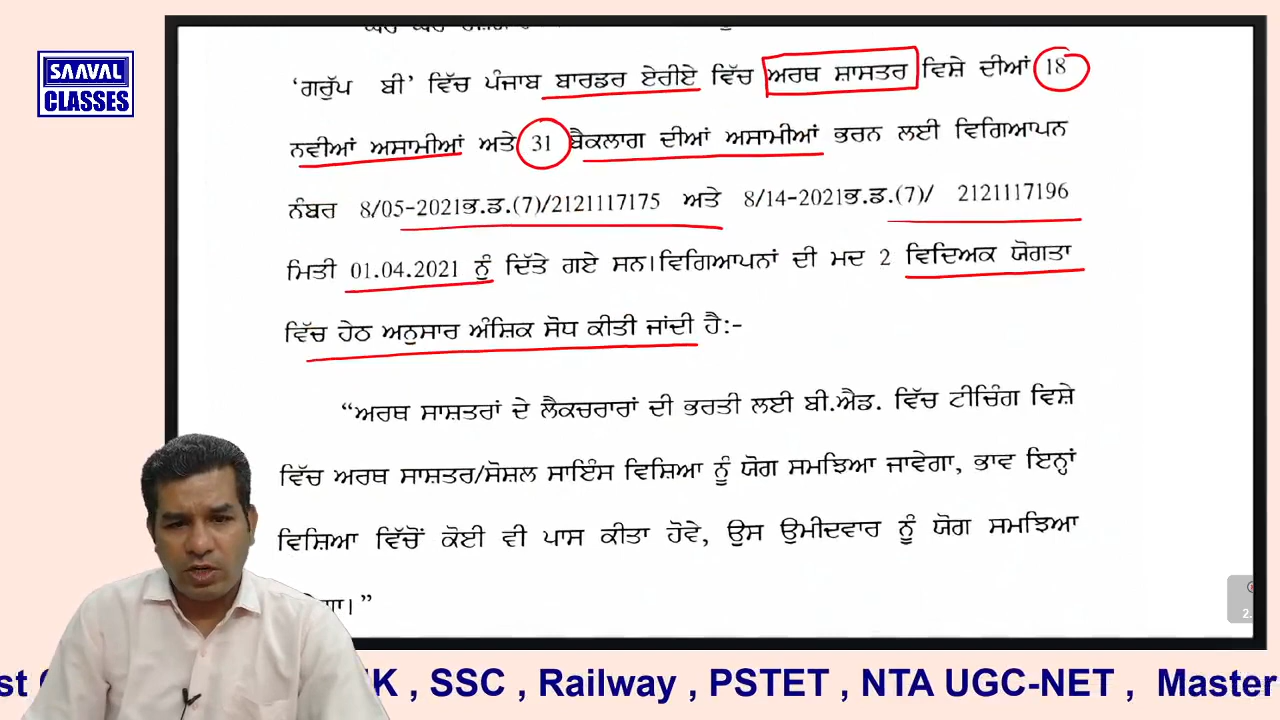 SAAVAL
CLASSES
'ਗਰੁੱਪ ਬੀ' ਵਿੱਚ ਪੰਜਾਬ ਬਾਰਡਰ ਏਰੀਏ ਵਿੱਚ ਅਰਥ ਸ਼ਾਸਤਰ ਵਿਸ਼ੇ ਦੀਆਂ 18
ਨਵੀਆਂ ਅਸਾਮੀਆਂ ਅਤੇ 31 ਬੈਕਲਾਗ ਦੀਆਂ ਅਸਾਮੀਆਂ ਭਰਨ ਲਈ ਵਿਗਿਆਪਨ
ਨੰਬਰ 8/05-2021ਭ.ਡ.(7)/2121117175 ਅਤੇ 8/14-2021ਭ.ਡ.(7)/ 2121117196
ਮਿਤੀ 01.04.2021 ਨੂੰ ਦਿੱਤੇ ਗਏ ਸਨ।ਵਿਗਿਆਪਨਾਂ ਦੀ ਮਦ 2 ਵਿਦਿਅਕ ਯੋਗਤਾ
ਵਿੱਚ ਹੇਠ ਅਨੁਸਾਰ ਅੰਸ਼ਿਕ ਸੋਧ ਕੀਤੀ ਜਾਂਦੀ ਹੈ:-
“ਅਰਥ ਸਾਸ਼ਤਰਾਂ ਦੇ ਲੈਕਚਰਾਰਾਂ ਦੀ ਭਰਤੀ ਲਈ ਬੀ.ਐਡ. ਵਿੱਚ ਟੀਚਿੰਗ ਵਿਸ਼ੇ
ਵਿੱਚ ਅਰਥ ਸਾਸ਼ਤਰ/ਸੋਸ਼ਲ ਸਾਇੰਸ ਵਿਸ਼ਿਆ ਨੂੰ ਯੋਗ ਸਮਝਿਆ ਜਾਵੇਗਾ, ਭਾਵ ਇਨ੍ਹਾਂ
ਵਿਸ਼ਿਆ ਵਿੱਚੋਂ ਕੋਈ ਵੀ ਪਾਸ ਕੀਤਾ ਹੋਵੇ, ਉਸ ਉਮੀਦਵਾਰ ਨੂੰ ਯੋਗ ਸਮਝਿਆ
K , SSC , Railway , PSTET , NTA UGC-NET , Master